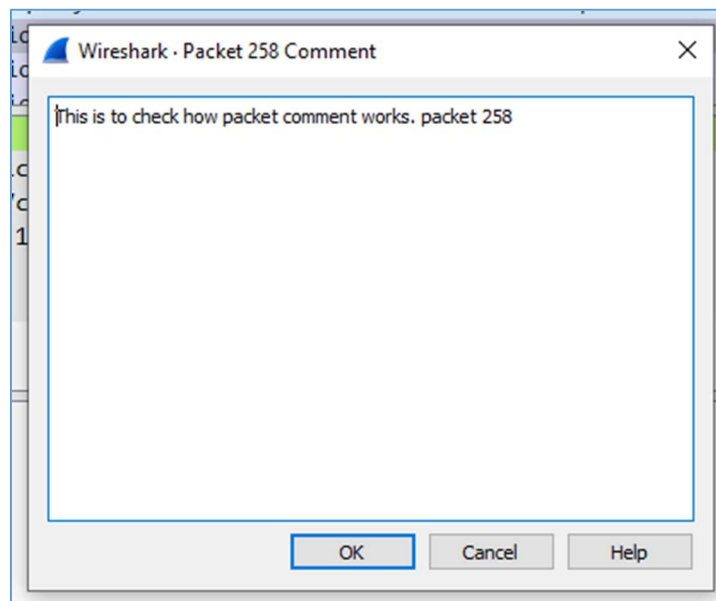 Wireshark · Packet 258 Comment
This is to check how packet comment works. packet 258
OK
Cancel
Help